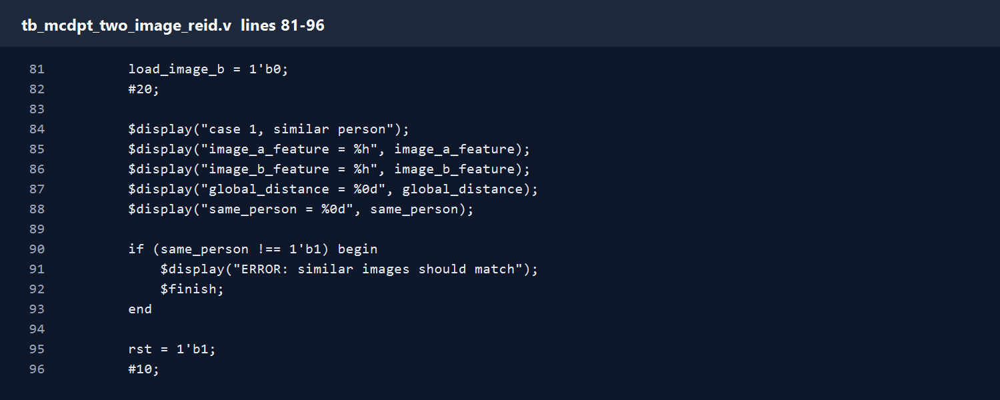 tb_mcdpt_two_image_reid.v  lines 81-96
81 load_image_b = 1'b0;
82 #20;
83
84 $display("case 1, similar person");
85 $display("image_a_feature = %h", image_a_feature);
86 $display("image_b_feature = %h", image_b_feature);
87 $display("global_distance = %0d", global_distance);
88 $display("same_person = %0d", same_person);
89
90 if (same_person !== 1'b1) begin
91     $display("ERROR: similar images should match");
92     $finish;
93 end
94
95 rst = 1'b1;
96 #10;